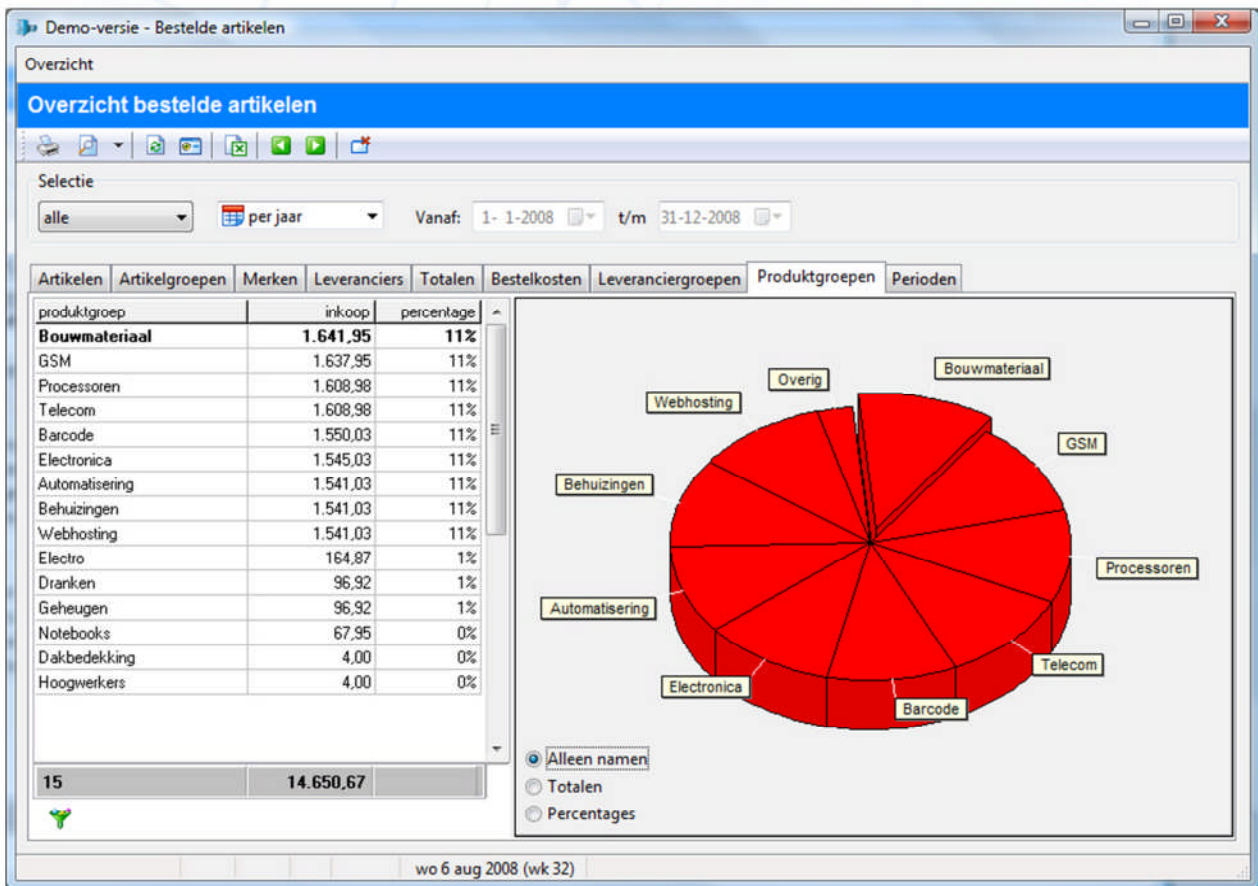 Demo-versie - Bestelde artikelen
Overzicht
Overzicht bestelde artikelen
Selectie
alle per jaar Vanaf: 1- 1-2008 t/m 31-12-2008
Artikelen Artikelgroepen Merken Leveranciers Totalen Bestelkosten Leveranciergroepen Produktgroepen Perioden
produktgroep inkoop percentage
Bouwmateriaal 1.641,95 11%
GSM 1.637,95 11%
Processoren 1.608,98 11%
Telecom 1.608,98 11%
Barcode 1.550,03 11%
Electronica 1.545,03 11%
Automatisering 1.541,03 11%
Behuizingen 1.541,03 11%
Webhosting 1.541,03 11%
Electro 164,87 1%
Dranken 96,92 1%
Geheugen 96,92 1%
Notebooks 67,95 0%
Dakbedekking 4,00 0%
Hoogwerkers 4,00 0%
15 14.650,67
Bouwmateriaal
Overig
Webhosting
GSM
Behuizingen
Processoren
Automatisering
Telecom
Electronica
Barcode
Alleen namen
Totalen
Percentages
wo 6 aug 2008 (wk 32)